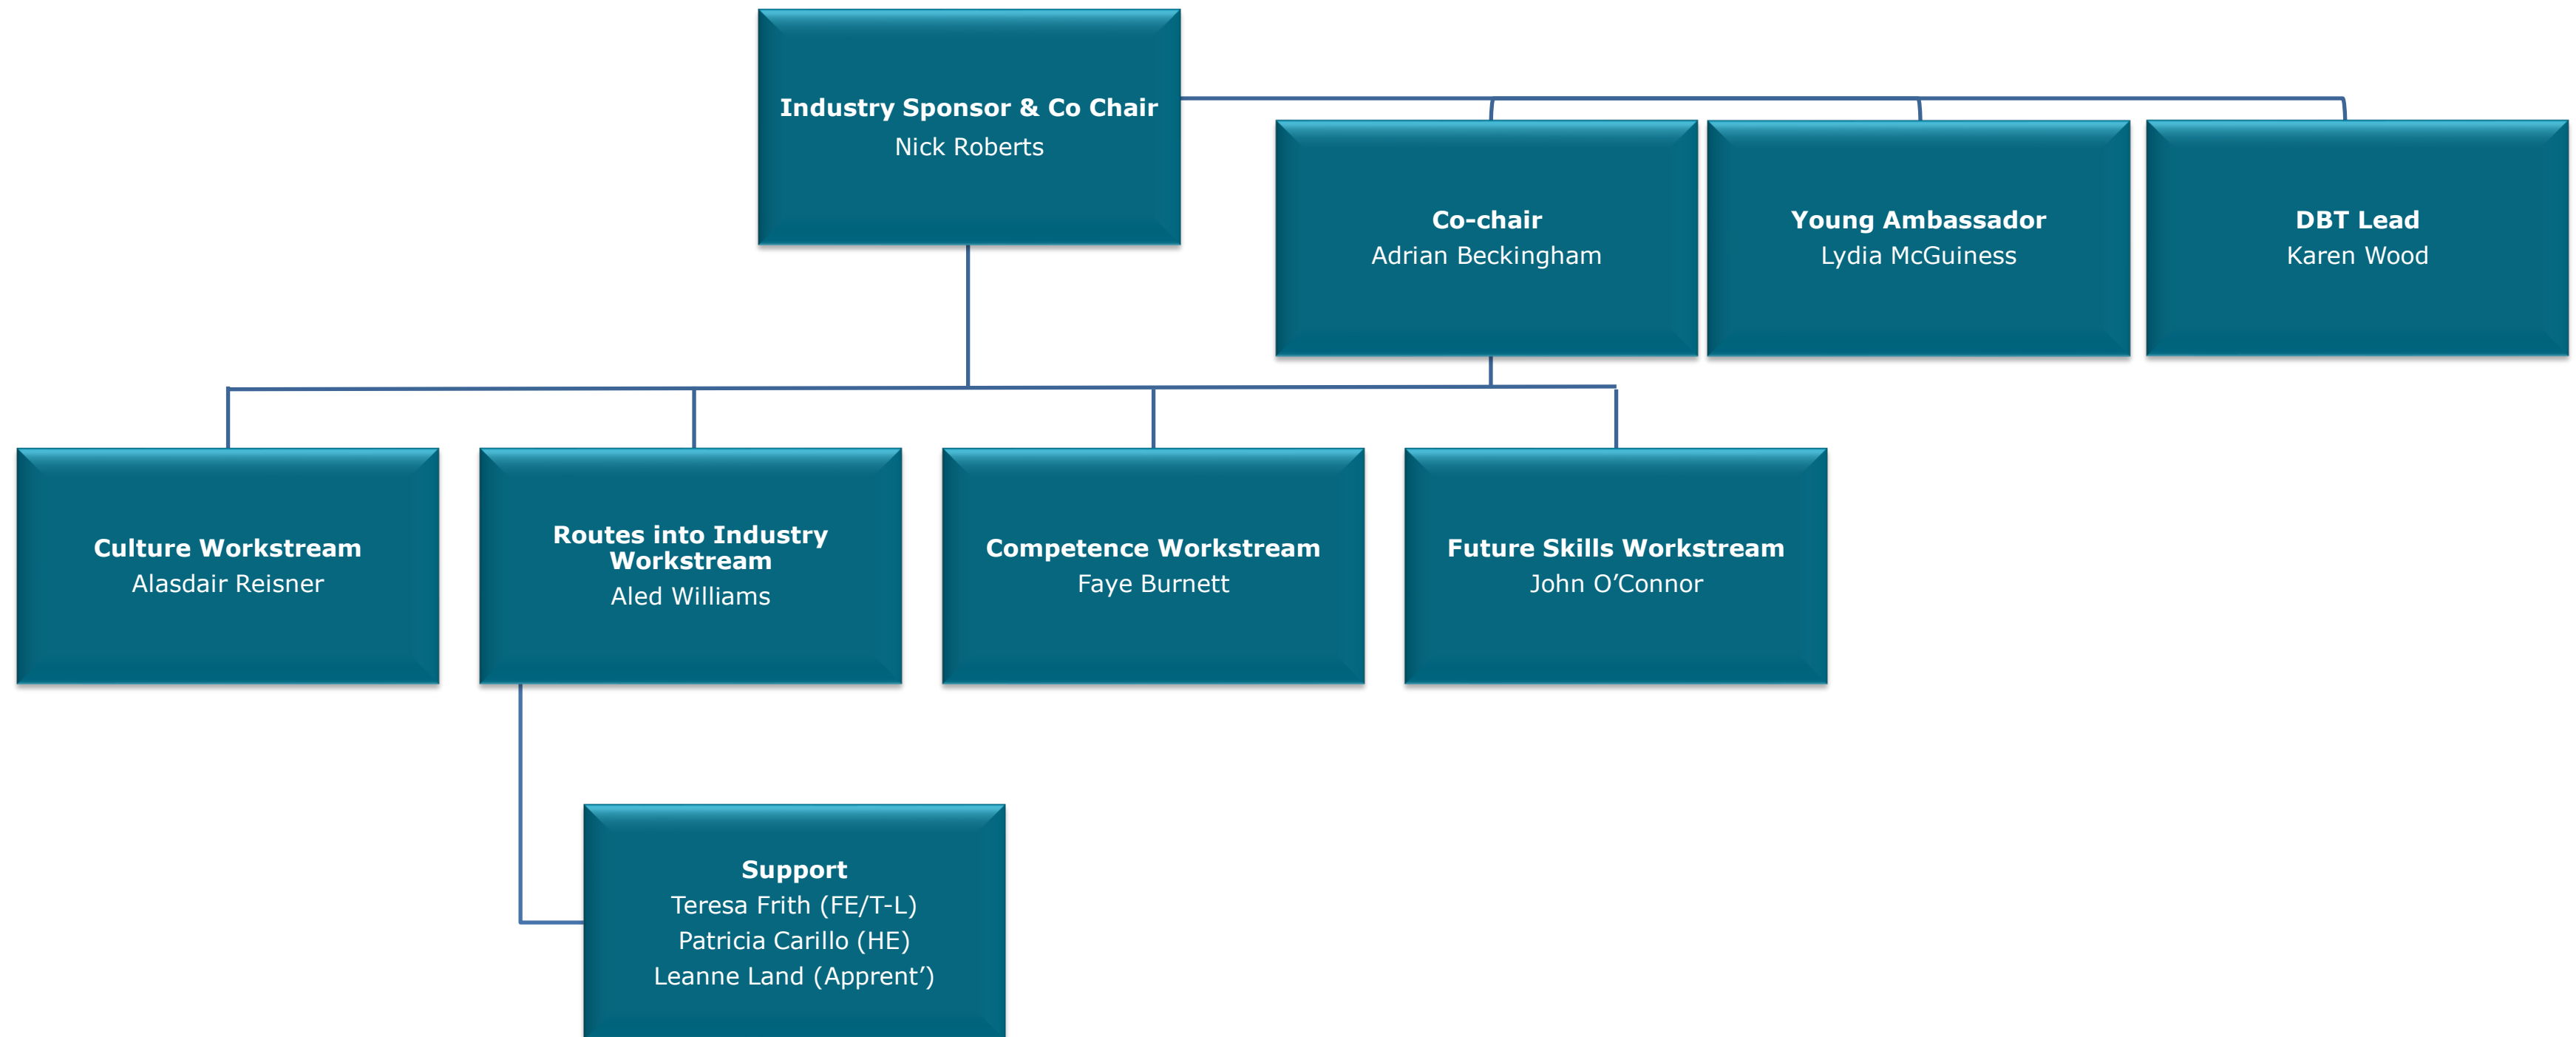 Industry Sponsor & Co Chair
Nick Roberts
Co-chair
Adrian Beckingham
Young Ambassador
Lydia McGuiness
DBT Lead
Karen Wood
Culture Workstream
Alasdair Reisner
Routes into Industry
Workstream
Aled Williams
Competence Workstream
Faye Burnett
Future Skills Workstream
John O’Connor
Support
Teresa Frith (FE/T-L)
Patricia Carillo (HE)
Leanne Land (Apprent’)